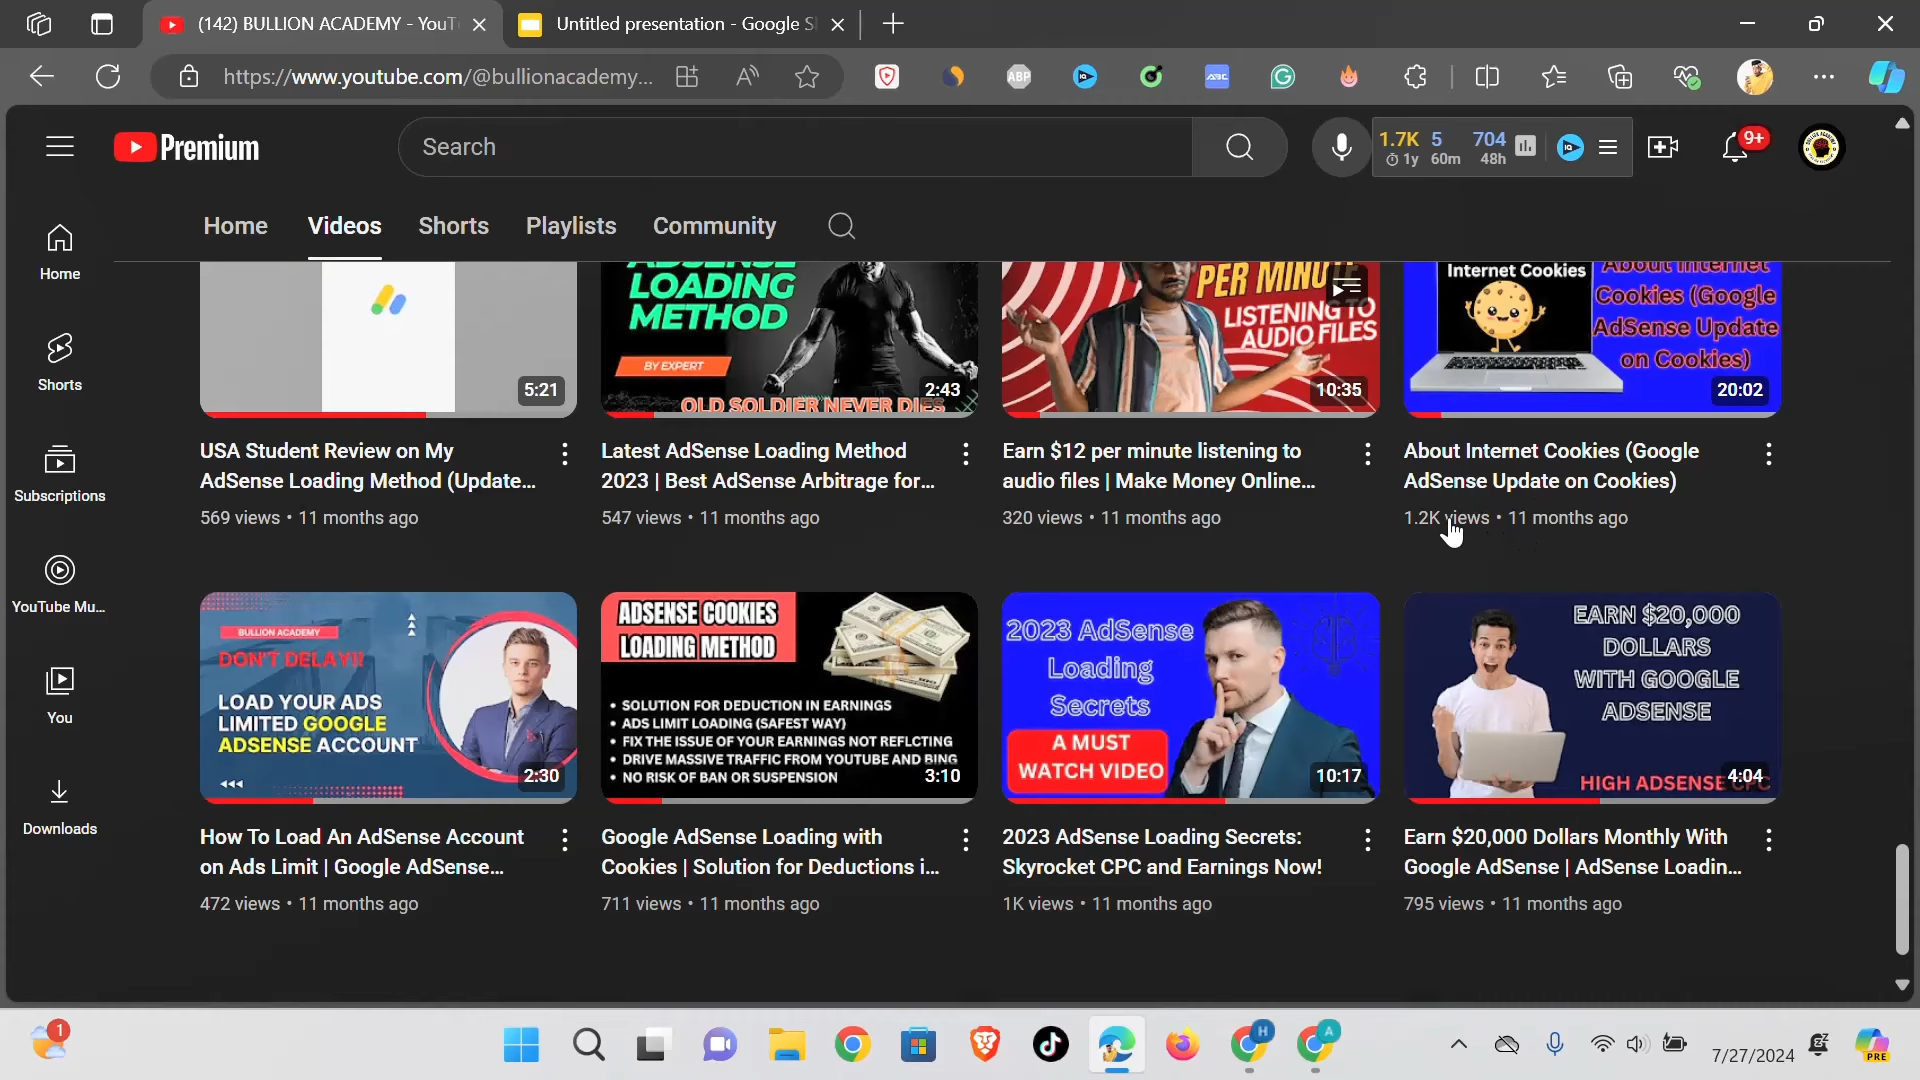 (142) BULLION ACADEMY - YouT
Untitled presentation - Google S
https://www.youtube.com/@bullionacademy...
ABP
ABC
Premium
Search
1.7K 5 704
1y 60m 48h
IQ
9+
Home
Videos
Shorts
Playlists
Community
Home
Shorts
Subscriptions
YouTube Mu...
You
Downloads
5:21
LOADING
METHOD
BY EXPERT
OLD SOLDIER NEVER DIES
2:43
PER MINUTE
LISTENING TO
AUDIO FILES
10:35
Internet Cookies
About Internet
Cookies (Google
AdSense Update
on Cookies)
20:02
USA Student Review on My
AdSense Loading Method (Update...
569 views • 11 months ago
Latest AdSense Loading Method
2023 | Best AdSense Arbitrage for...
547 views • 11 months ago
Earn $12 per minute listening to
audio files | Make Money Online...
320 views • 11 months ago
About Internet Cookies (Google
AdSense Update on Cookies)
1.2K views • 11 months ago
BULLION ACADEMY
DON'T DELAY!!
LOAD YOUR ADS
LIMITED GOOGLE
ADSENSE ACCOUNT
2:30
ADSENSE COOKIES
LOADING METHOD
• SOLUTION FOR DEDUCTION IN EARNINGS
• ADS LIMIT LOADING (SAFEST WAY)
• FIX THE ISSUE OF YOUR EARNINGS NOT REFLCTING
• DRIVE MASSIVE TRAFFIC FROM YOUTUBE AND BING
• NO RISK OF BAN OR SUSPENSION
3:10
2023 AdSense
Loading
Secrets
A MUST
WATCH VIDEO
10:17
EARN $20,000
DOLLARS
WITH GOOGLE
ADSENSE
HIGH ADSENSE CPC
4:04
How To Load An AdSense Account
on Ads Limit | Google AdSense...
472 views • 11 months ago
Google AdSense Loading with
Cookies | Solution for Deductions i...
711 views • 11 months ago
2023 AdSense Loading Secrets:
Skyrocket CPC and Earnings Now!
1K views • 11 months ago
Earn $20,000 Dollars Monthly With
Google AdSense | AdSense Loadin...
795 views • 11 months ago
1
H
A
7/27/2024
PRE